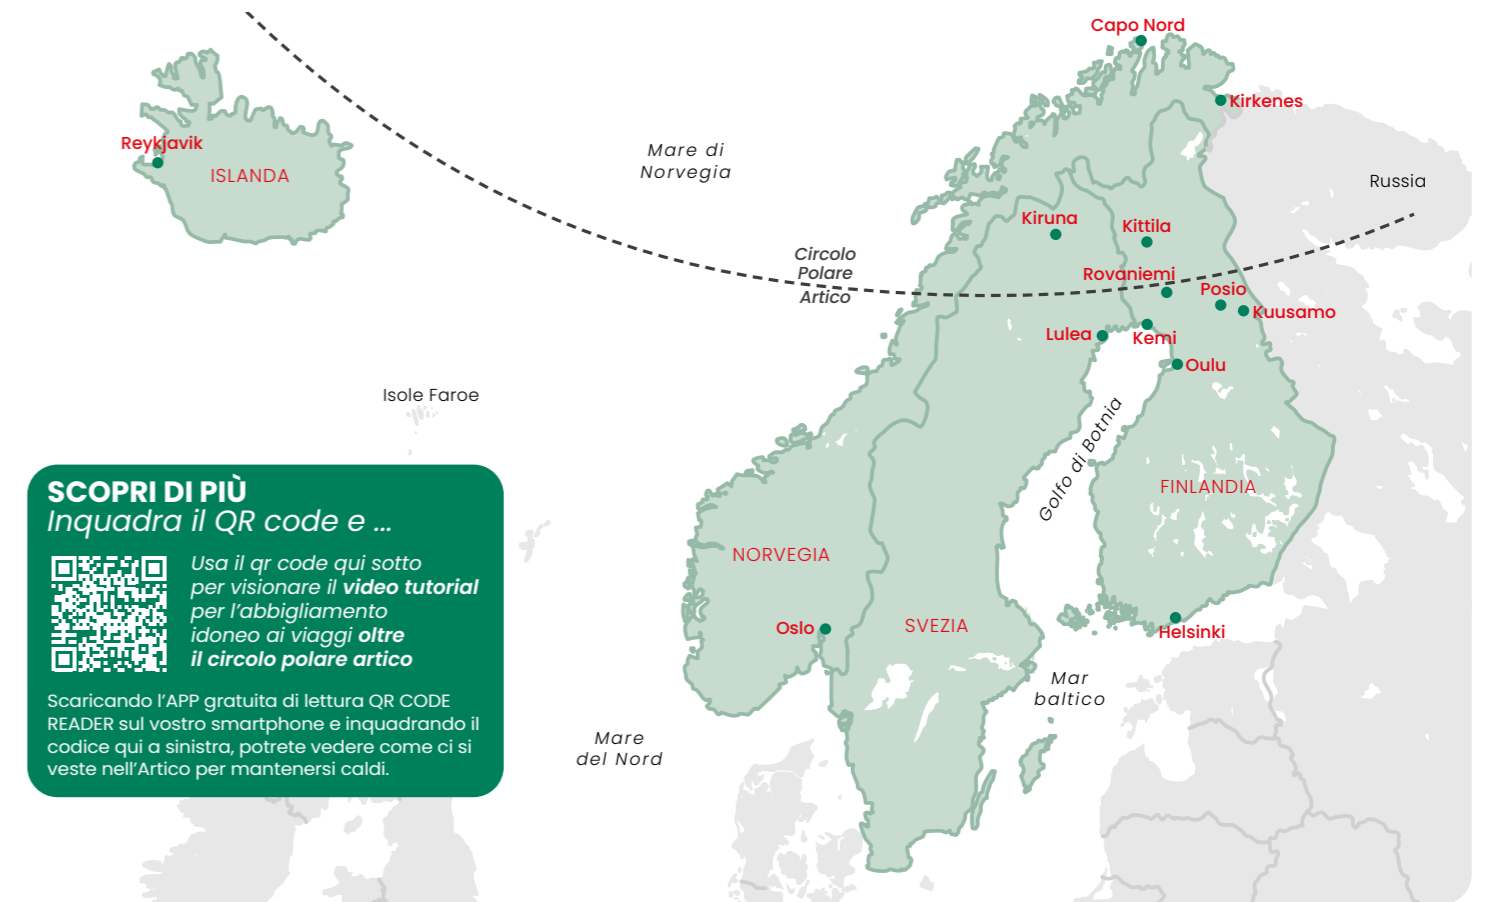 Capo Nord
Kirkenes
Reykjavik
ISLANDA
Mare di
Norvegia
Russia
Kiruna
Kittila
Circolo
Polare
Artico
Rovaniemi
Posio
Kuusamo
Lulea
Kemi
Oulu
Isole Faroe
Golfo di Botnia
FINLANDIA
NORVEGIA
Oslo
SVEZIA
Helsinki
Mar
baltico
Mare
del Nord
SCOPRI DI PIÙ
Inquadra il QR code e ...
Usa il qr code qui sotto
per visionare il video tutorial
per l'abbigliamento
idoneo ai viaggi oltre
il circolo polare artico
Scaricando l'APP gratuita di lettura QR CODE
READER sul vostro smartphone e inquadrando il
codice qui a sinistra, potrete vedere come ci si
veste nell'Artico per mantenersi caldi.